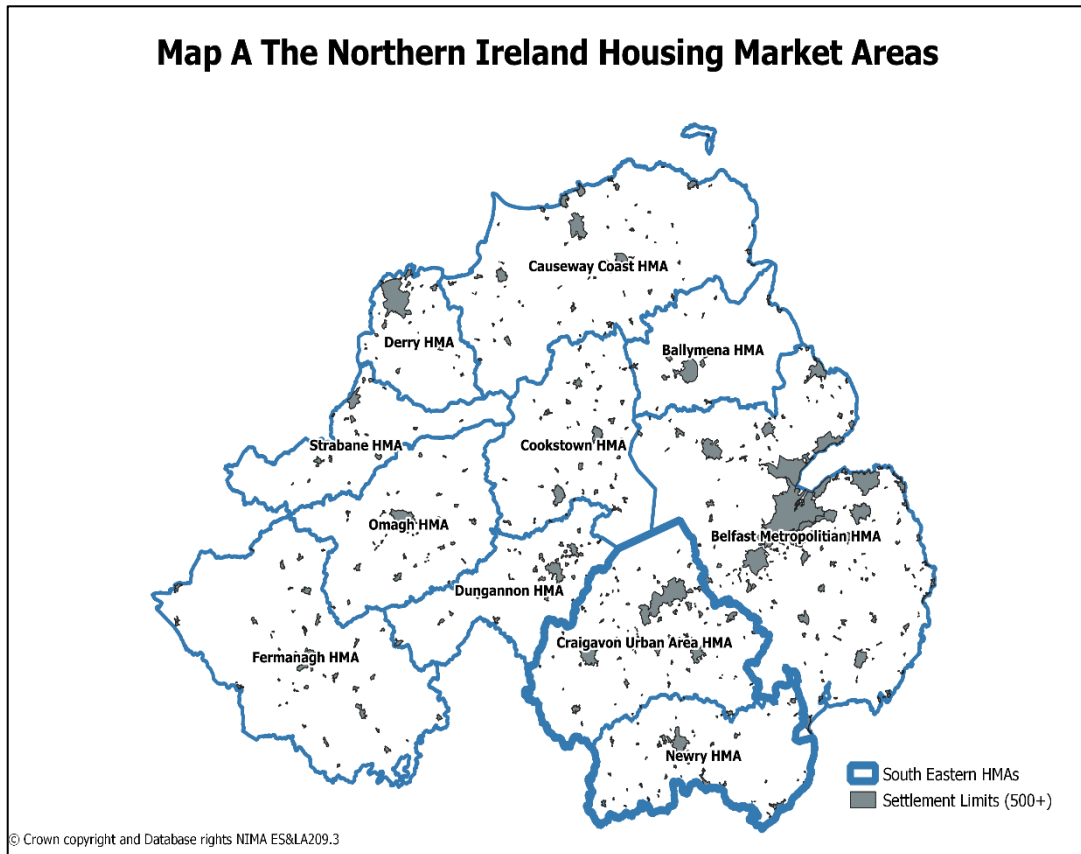 Map A The Northern Ireland Housing Market Areas
Causeway Coast HMA
Derry HMA
Ballymena HMA
Strabane HMA
Cookstown HMA
Omagh HMA
Belfast Metropolitian HMA
Dungannon HMA
Craigavon Urban Area HMA
Fermanagh HMA
Newry HMA
South Eastern HMAs
Settlement Limits (500+)
© Crown copyright and Database rights NIMA ES&LA209.3